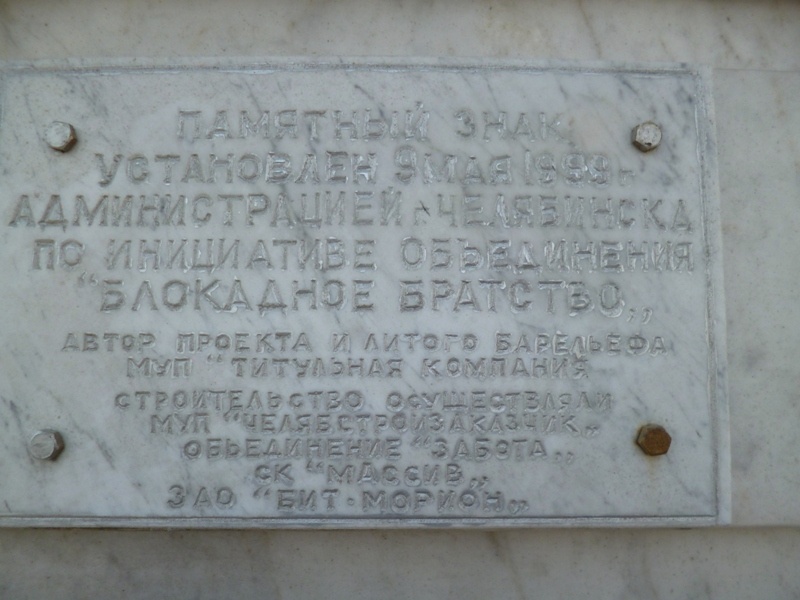 ПАМЯТНЫЙ ЗНАК
УСТАНОВЛЕН 9 МАЯ 1999 г.
АДМИНИСТРАЦИЕЙ г. ЧЕЛЯБИНСКА
ПО ИНИЦИАТИВЕ ОБЪЕДИНЕНИЯ
"БЛОКАДНОЕ БРАТСТВО„
АВТОР ПРОЕКТА И ЛИТОГО БАРЕЛЬЕФА
МУП "ТИТУЛЬНАЯ КОМПАНИЯ"
СТРОИТЕЛЬСТВО ОСУЩЕСТВЛЯЛИ
МУП "ЧЕЛЯБСТРОЙЗАКАЗЧИК„
ОБЪЕДИНЕНИЕ "ЗАБОТА„
СК "МАССИВ„
ЗАО "БИТ-МОРИОН„